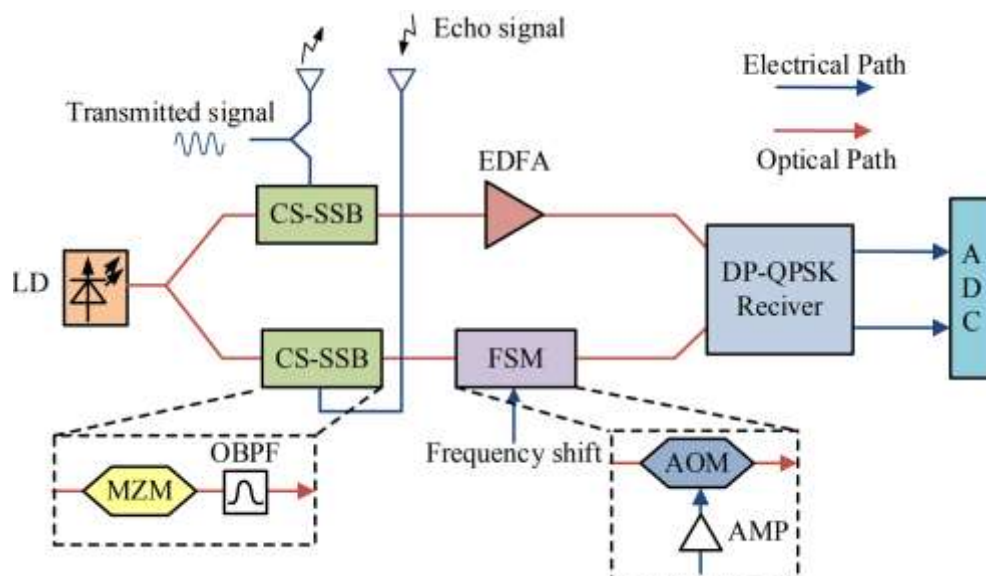 Echo signal
Electrical Path
Transmitted signal
Optical Path
EDFA
CS-SSB
LD
DP-QPSK
Reciver
A
D
C
CS-SSB
FSM
OBPF
Frequency shift
MZM
AOM
AMP